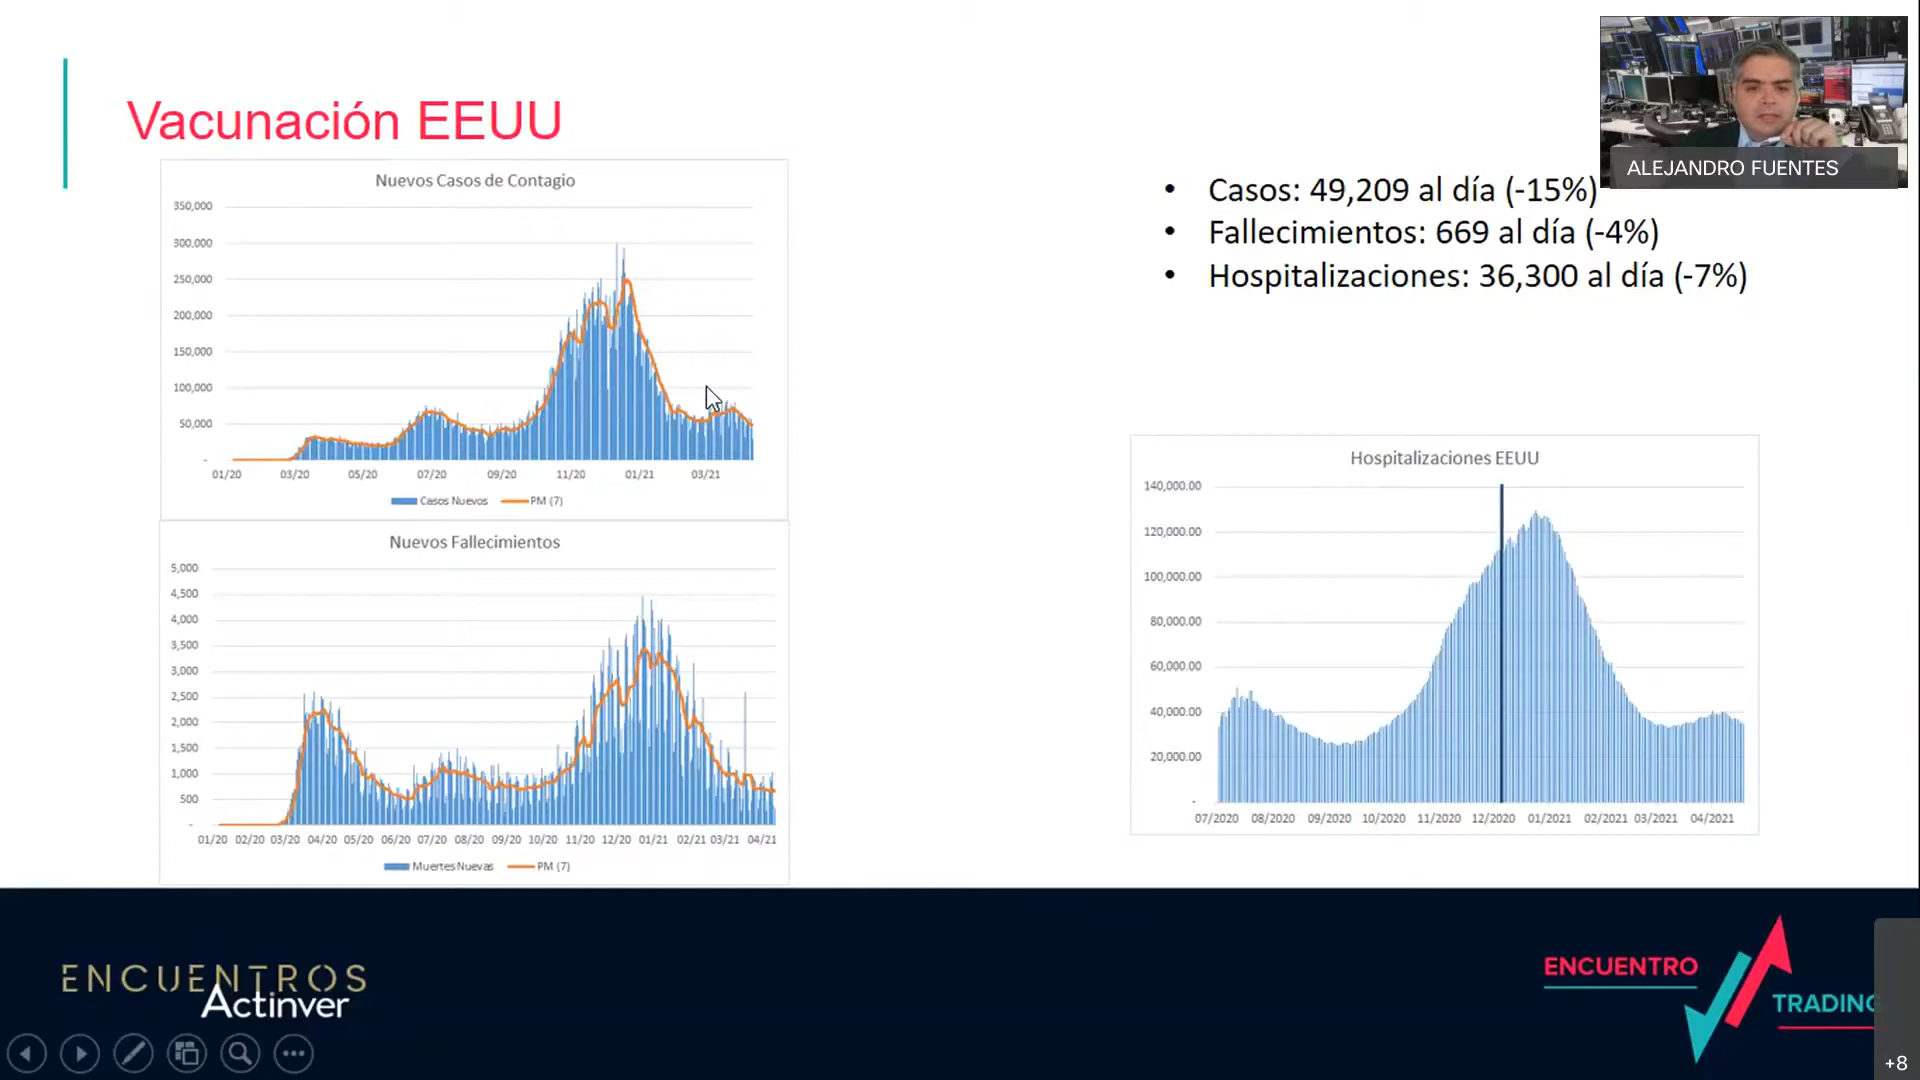 Vacunación EEUU
ALEJANDRO FUENTES
• Casos: 49,209 al día (-15%)
• Fallecimientos: 669 al día (-4%)
• Hospitalizaciones: 36,300 al día (-7%)
Nuevos Casos de Contagio
350,000
300,000
250,000
200,000
150,000
100,000
50,000
-
01/20 03/20 05/20 07/20 09/20 11/20 01/21 03/21
Casos Nuevos PM (7)
Nuevos Fallecimientos
5,000
4,500
4,000
3,500
3,000
2,500
2,000
1,500
1,000
500
-
01/20 02/20 03/20 04/20 05/20 06/20 07/20 08/20 09/20 10/20 11/20 12/20 01/21 02/21 03/21 04/21
Muertes Nuevas PM (7)
Hospitalizaciones EEUU
140,000.00
120,000.00
100,000.00
80,000.00
60,000.00
40,000.00
20,000.00
-
07/2020 08/2020 09/2020 10/2020 11/2020 12/2020 01/2021 02/2021 03/2021 04/2021
ENCUENTROS
Actinver
ENCUENTRO
TRADING
+8